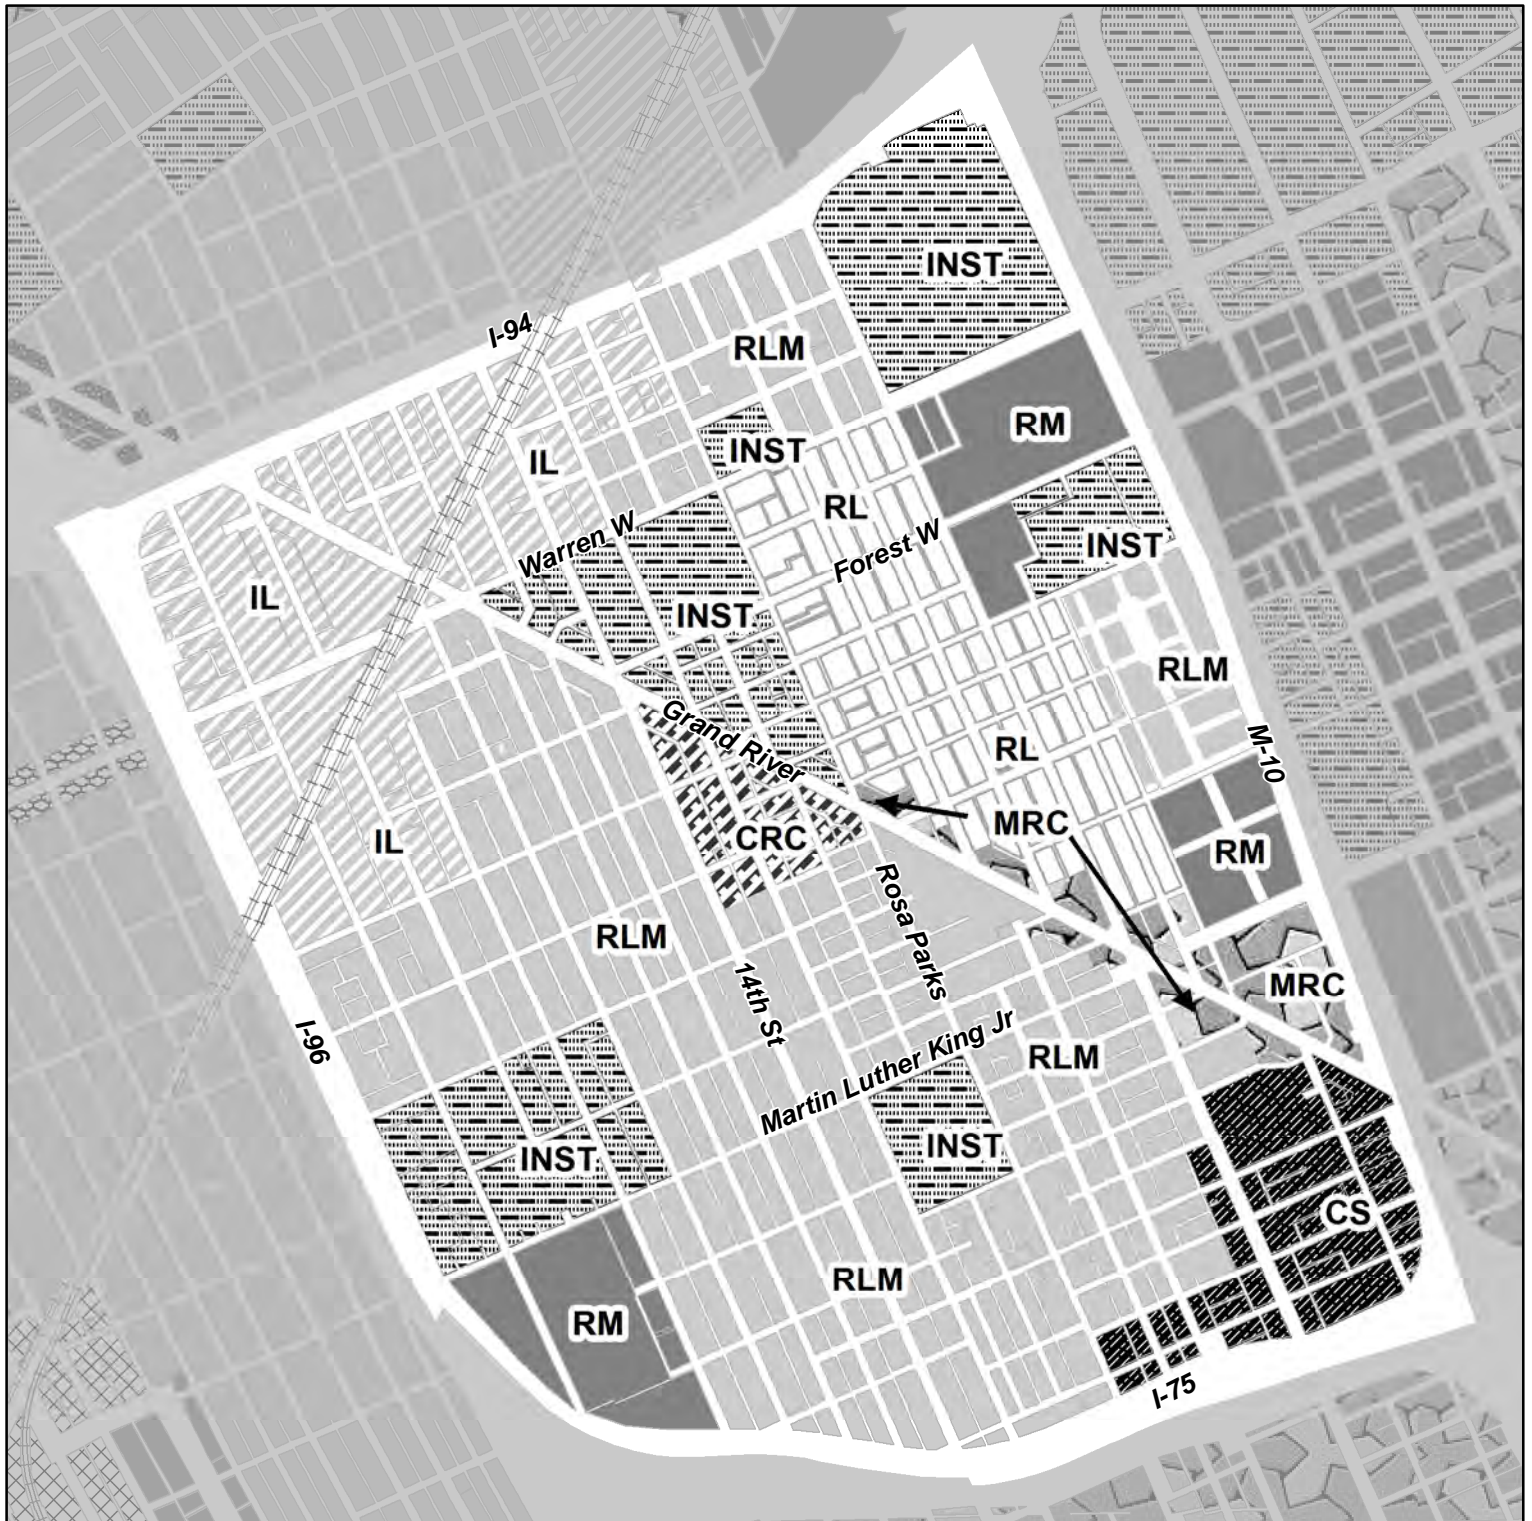 INST
I-94
RLM
RM
INST
IL
RL
Warren W
Forest W
INST
IL
INST
RLM
Grand River
RL
M-10
MRC
CRC
IL
RM
Rosa Parks
RLM
14th St
MRC
I-96
Martin Luther King Jr
RLM
INST
INST
CS
RLM
RM
I-75